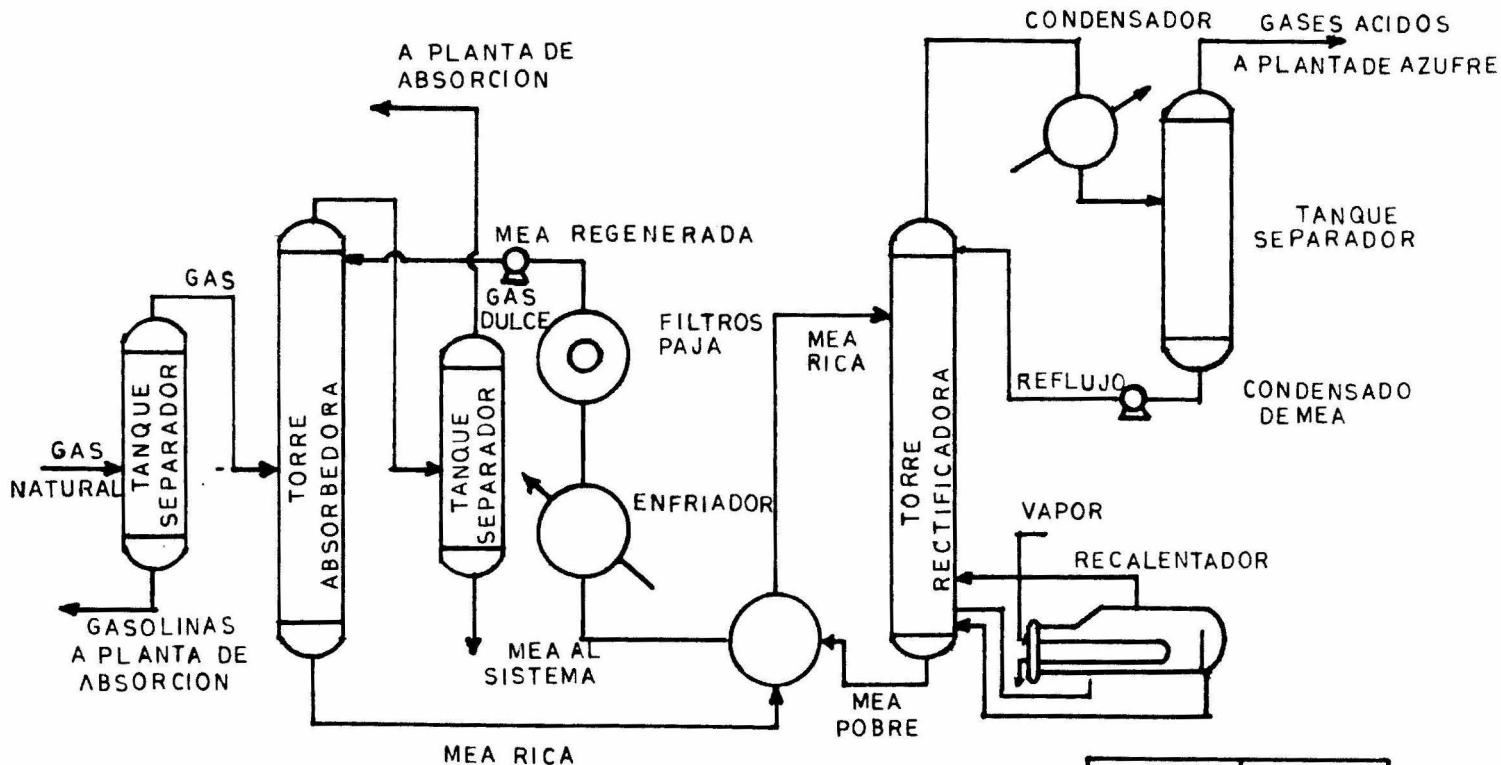 CONDENSADOR
GASES ACIDOS
A PLANTA DE AZUFRE
A PLANTA DE
ABSORCION
MEA REGENERADA
TANQUE
SEPARADOR
GAS
GAS
DULCE
FILTROS
PAJA
MEA
RICA
REFLUJO
CONDENSADO
DE MEA
GAS
NATURAL
TANQUE
SEPARADOR
TORRE
ABSORBEDORA
TANQUE
SEPARADOR
ENFRIADOR
TORRE
RECTIFICADORA
VAPOR
RECALENTADOR
GASOLINAS
A PLANTA DE
ABSORCION
MEA AL
SISTEMA
MEA
POBRE
MEA RICA